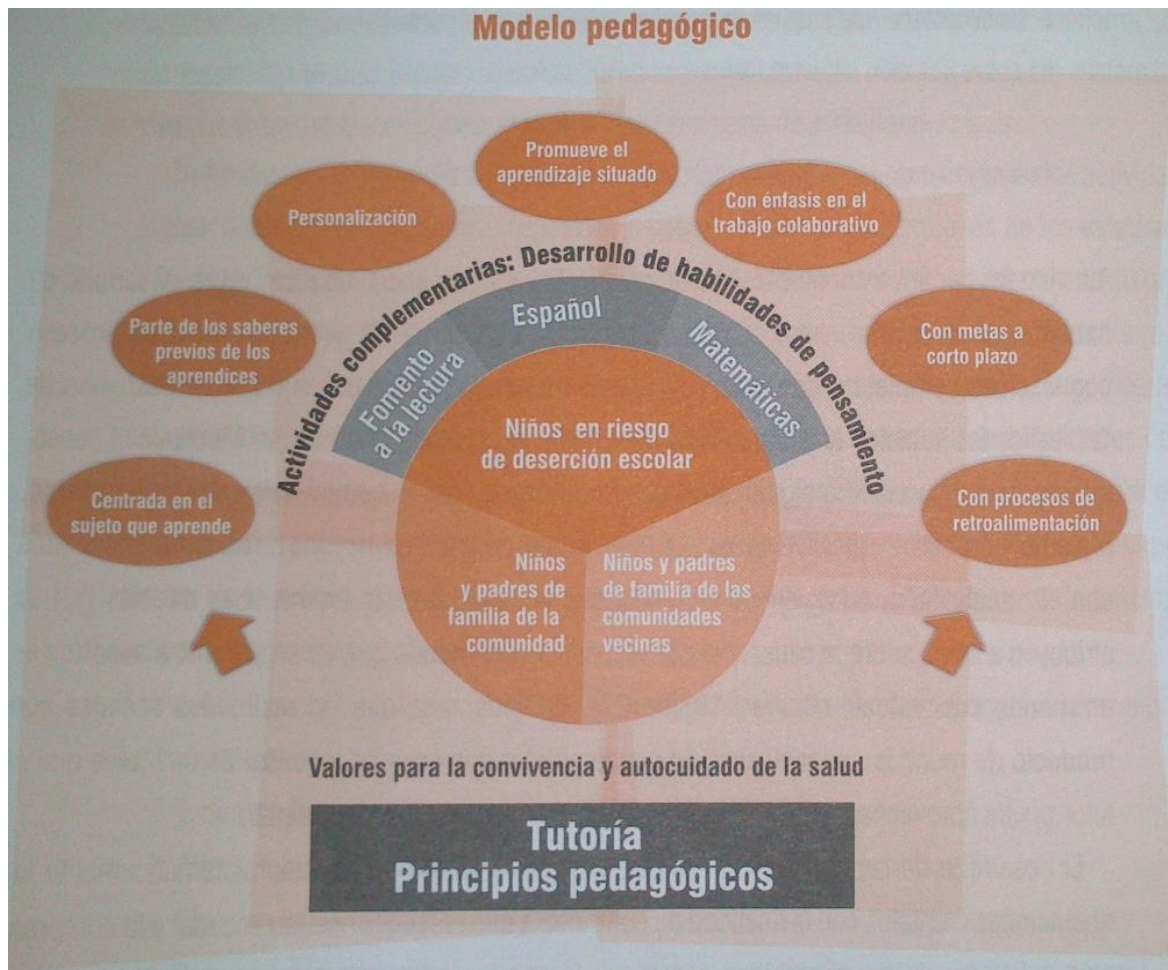 Modelo pedagógico
Promueve el
aprendizaje situado
Personalización
Con énfasis en el
trabajo colaborativo
Parte de los saberes
previos de los
aprendices
Con metas a
corto plazo
Centrada en el
sujeto que aprende
Con procesos de
retroalimentación
Actividades complementarias: Desarrollo de habilidades de pensamiento
Fomento
a la lectura
Español
Matemáticas
Niños en riesgo
de deserción escolar
Niños
y padres de
familia de la
comunidad
Niños y padres
de familia de las
comunidades
vecinas
Valores para la convivencia y autocuidado de la salud
Tutoría
Principios pedagógicos